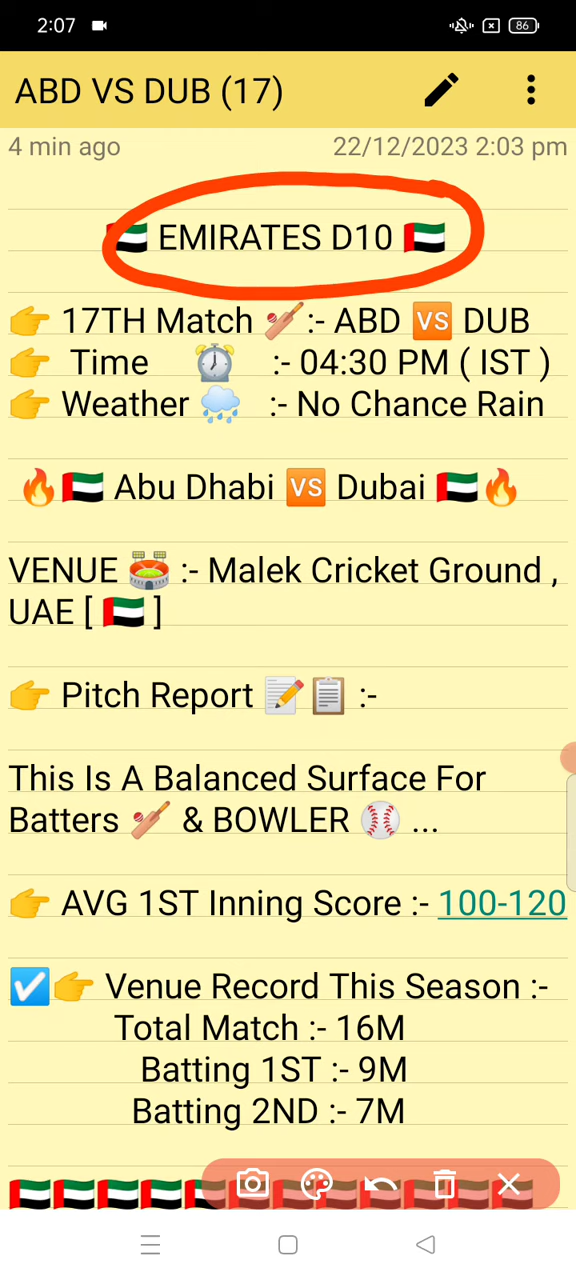 2:07
86
ABD VS DUB (17)
4 min ago 22/12/2023 2:03 pm
EMIRATES D10
17TH Match :- ABD VS DUB
Time :- 04:30 PM ( IST )
Weather :- No Chance Rain
Abu Dhabi VS Dubai
VENUE :- Malek Cricket Ground ,
UAE [ ]
Pitch Report :-
This Is A Balanced Surface For
Batters & BOWLER ...
AVG 1ST Inning Score :- 100-120
Venue Record This Season :-
Total Match :- 16M
Batting 1ST :- 9M
Batting 2ND :- 7M